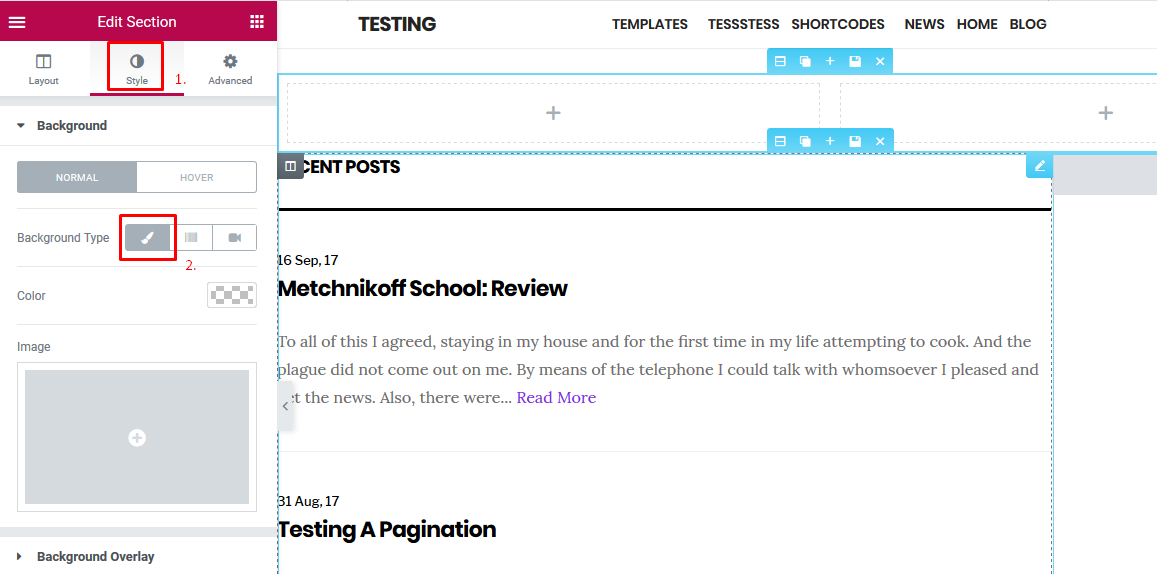 Edit Section
Layout
Style
1.
Advanced
Background
NORMAL
HOVER
Background Type
2.
Color
Image
Background Overlay
TESTING
TEMPLATES TESSSTESS SHORTCODES NEWS HOME BLOG
CENT POSTS
16 Sep, 17
Metchnikoff School: Review
To all of this I agreed, staying in my house and for the first time in my life attempting to cook. And the
plague did not come out on me. By means of the telephone I could talk with whomsoever I pleased and
t the news. Also, there were... Read More
31 Aug, 17
Testing A Pagination